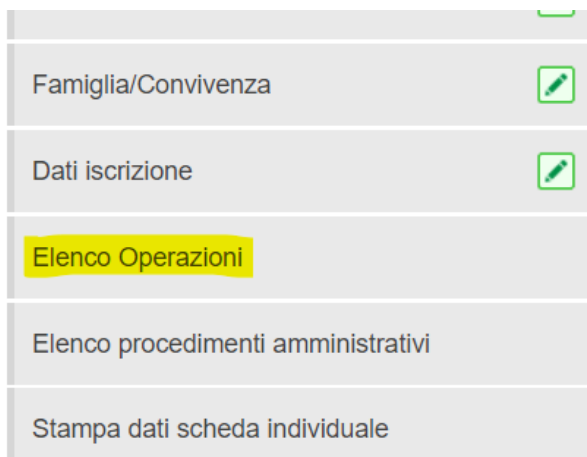 Famiglia/Convivenza
Dati iscrizione
Elenco Operazioni
Elenco procedimenti amministrativi
Stampa dati scheda individuale